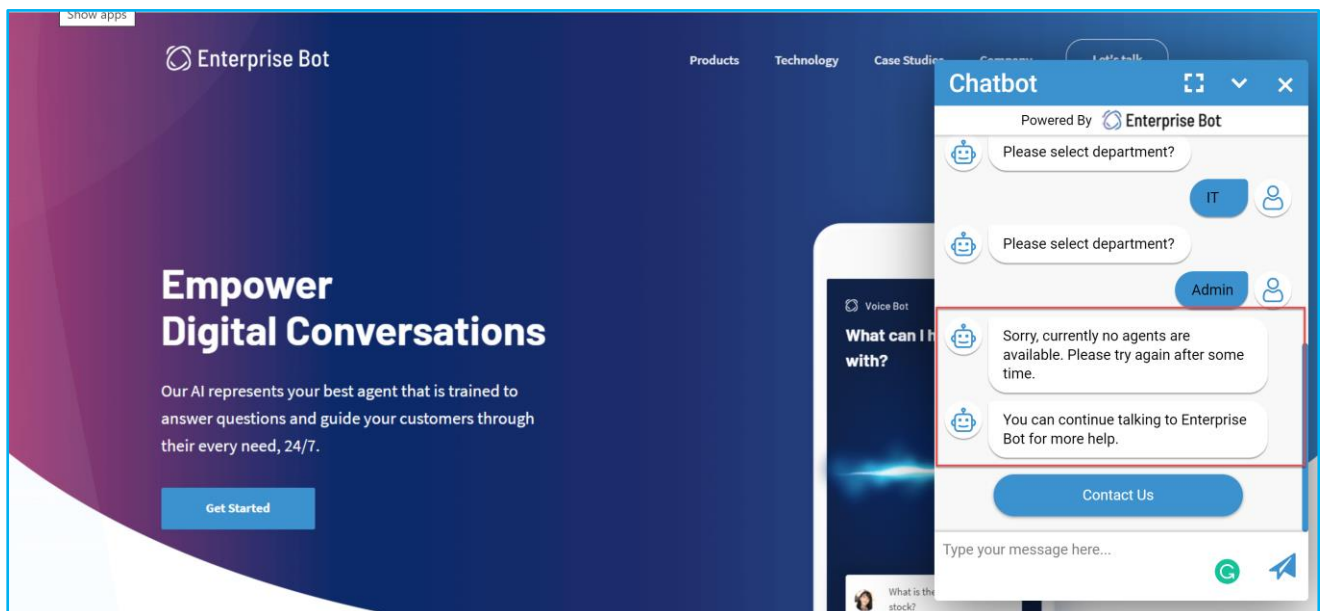 Show apps
Enterprise Bot
Products Technology Case Studies Company Let's talk
Empower
Digital Conversations
Our AI represents your best agent that is trained to
answer questions and guide your customers through
their every need, 24/7.
Get Started
Voice Bot
What can I h
with?
What is the
stock?
Chatbot
Powered By Enterprise Bot
Please select department?
IT
Please select department?
Admin
Sorry, currently no agents are
available. Please try again after some
time.
You can continue talking to Enterprise
Bot for more help.
Contact Us
Type your message here...